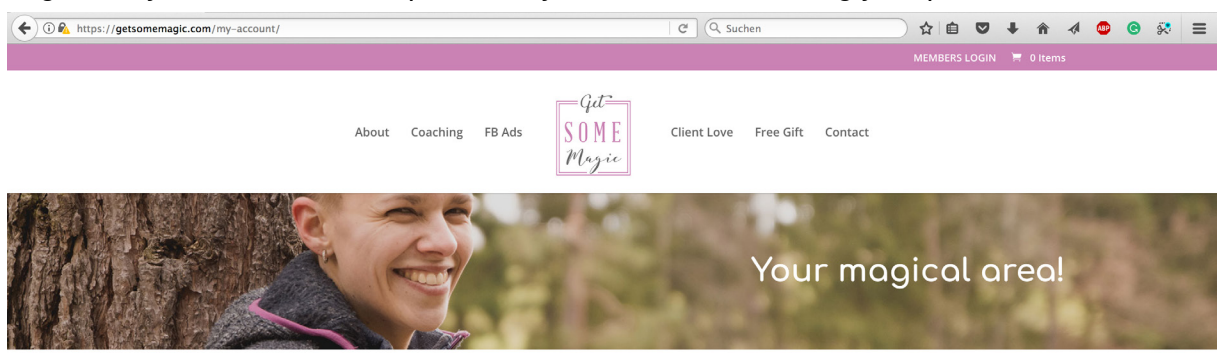 https://getsomemagic.com/my-account/
Suchen
ABP
MEMBERS LOGIN 0 Items
About Coaching FB Ads
Get
SOME
Magic
Client Love Free Gift Contact
Your magical area!